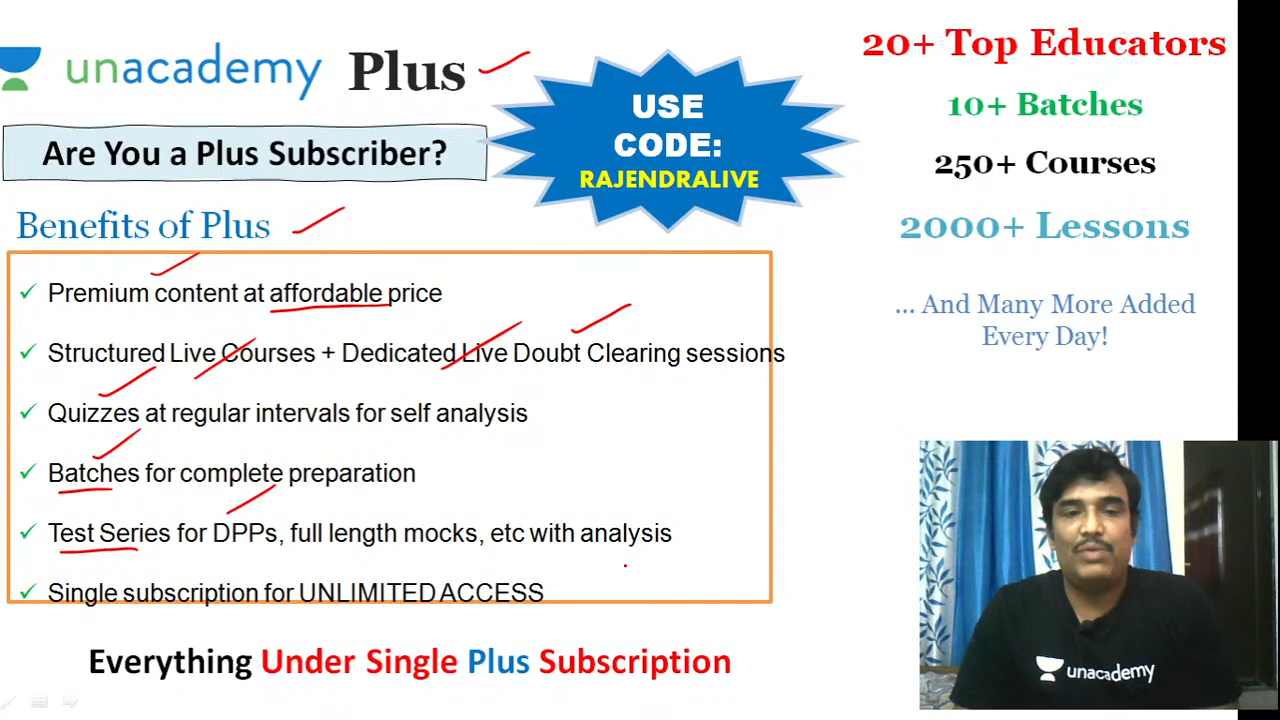 unacademy Plus
Are You a Plus Subscriber?
USE
CODE:
RAJENDRALIVE
20+ Top Educators
10+ Batches
250+ Courses
2000+ Lessons
... And Many More Added
Every Day!
Benefits of Plus
Premium content at affordable price
Structured Live Courses + Dedicated Live Doubt Clearing sessions
Quizzes at regular intervals for self analysis
Batches for complete preparation
Test Series for DPPs, full length mocks, etc with analysis
Single subscription for UNLIMITED ACCESS
Everything Under Single Plus Subscription
unacademy